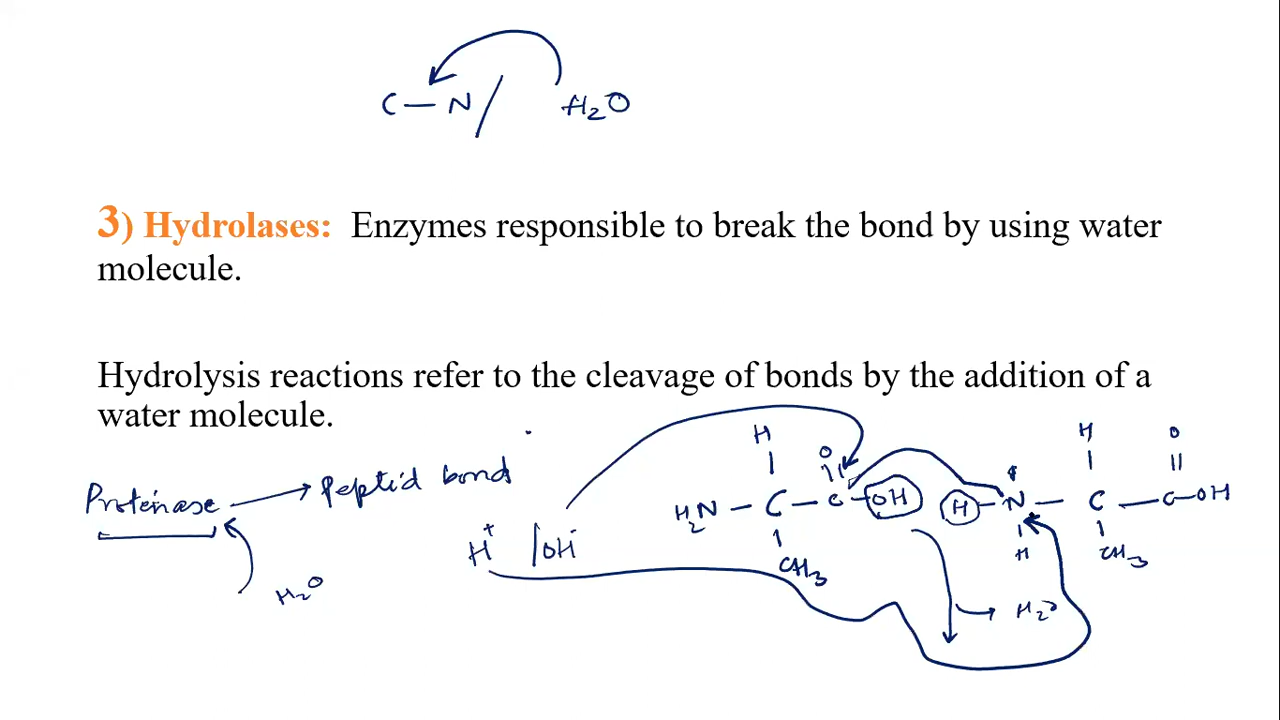 C — N / H₂O
3) Hydrolases: Enzymes responsible to break the bond by using water
molecule.
Hydrolysis reactions refer to the cleavage of bonds by the addition of a
water molecule.
Proteinase → Peptid bond
H⁺ / OH⁻
H₂O
H O H O
H₂N — C — C — OH H — N — C — C — OH
CH₃ H CH₃
H₂O